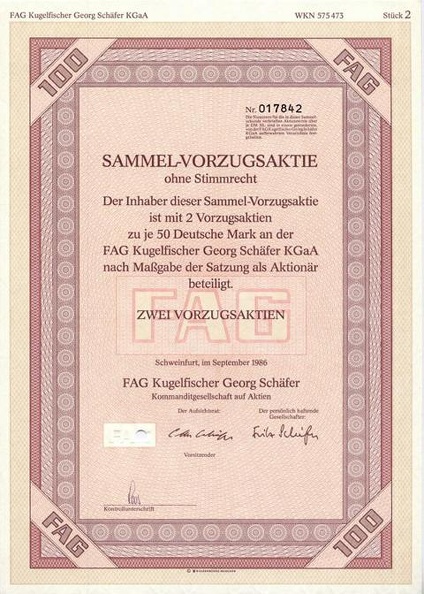 FAG Kugelfischer Georg Schäfer KGaA WKN 575 473 Stück 2
100 FAG
Nr. 017842
SAMMEL-VORZUGSAKTIE
ohne Stimmrecht
Der Inhaber dieser Sammel-Vorzugsaktie
ist mit 2 Vorzugsaktien
zu je 50 Deutsche Mark an der
FAG Kugelfischer Georg Schäfer KGaA
nach Maßgabe der Satzung als Aktionär
beteiligt.
FAG
ZWEI VORZUGSAKTIEN
Schweinfurt, im September 1986
FAG Kugelfischer Georg Schäfer
Kommanditgesellschaft auf Aktien
Der Aufsichtsrat: Der persönlich haftende
Gesellschafter:
Fritz Schäfer
Vorsitzender
Kontrollunterschrift
FAG 100